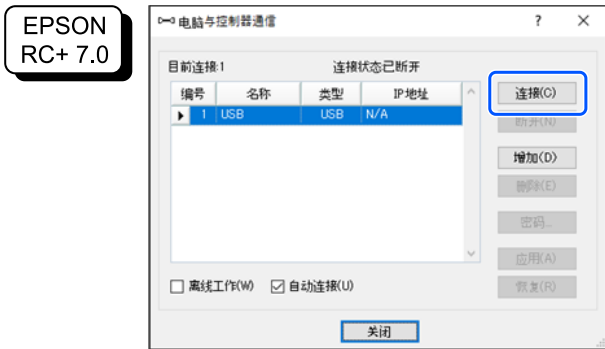 EPSON
RC+ 7.0
电脑与控制器通信
?
目前连接:1 连接状态已断开
编号 名称 类型 IP地址
1 USB USB N/A
连接(C)
断开(N)
增加(D)
删除(E)
密码...
应用(A)
恢复(R)
离线工作(W) 自动连接(U)
关闭